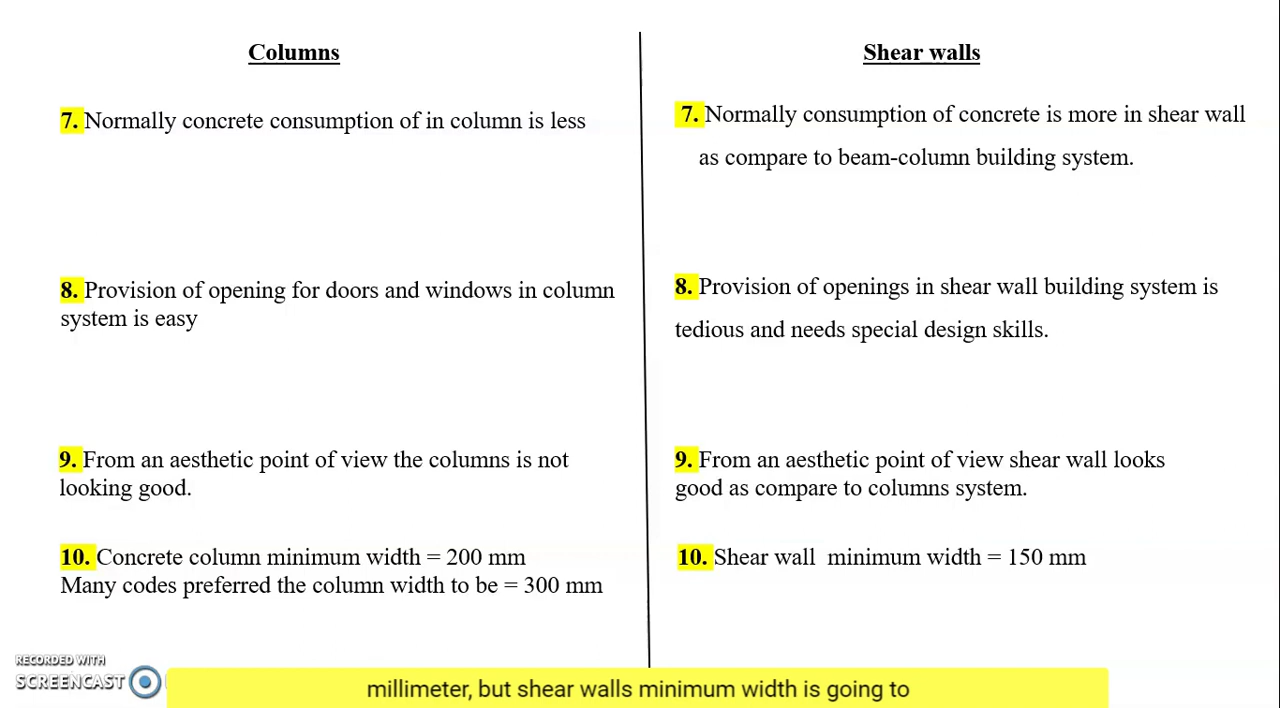 Columns
7. Normally concrete consumption of in column is less
8. Provision of opening for doors and windows in column
system is easy
9. From an aesthetic point of view the columns is not
looking good.
10. Concrete column minimum width = 200 mm
Many codes preferred the column width to be = 300 mm
Shear walls
7. Normally consumption of concrete is more in shear wall
as compare to beam-column building system.
8. Provision of openings in shear wall building system is
tedious and needs special design skills.
9. From an aesthetic point of view shear wall looks
good as compare to columns system.
10. Shear wall  minimum width = 150 mm
RECORDED WITH
SCREENCAST
millimeter, but shear walls minimum width is going to